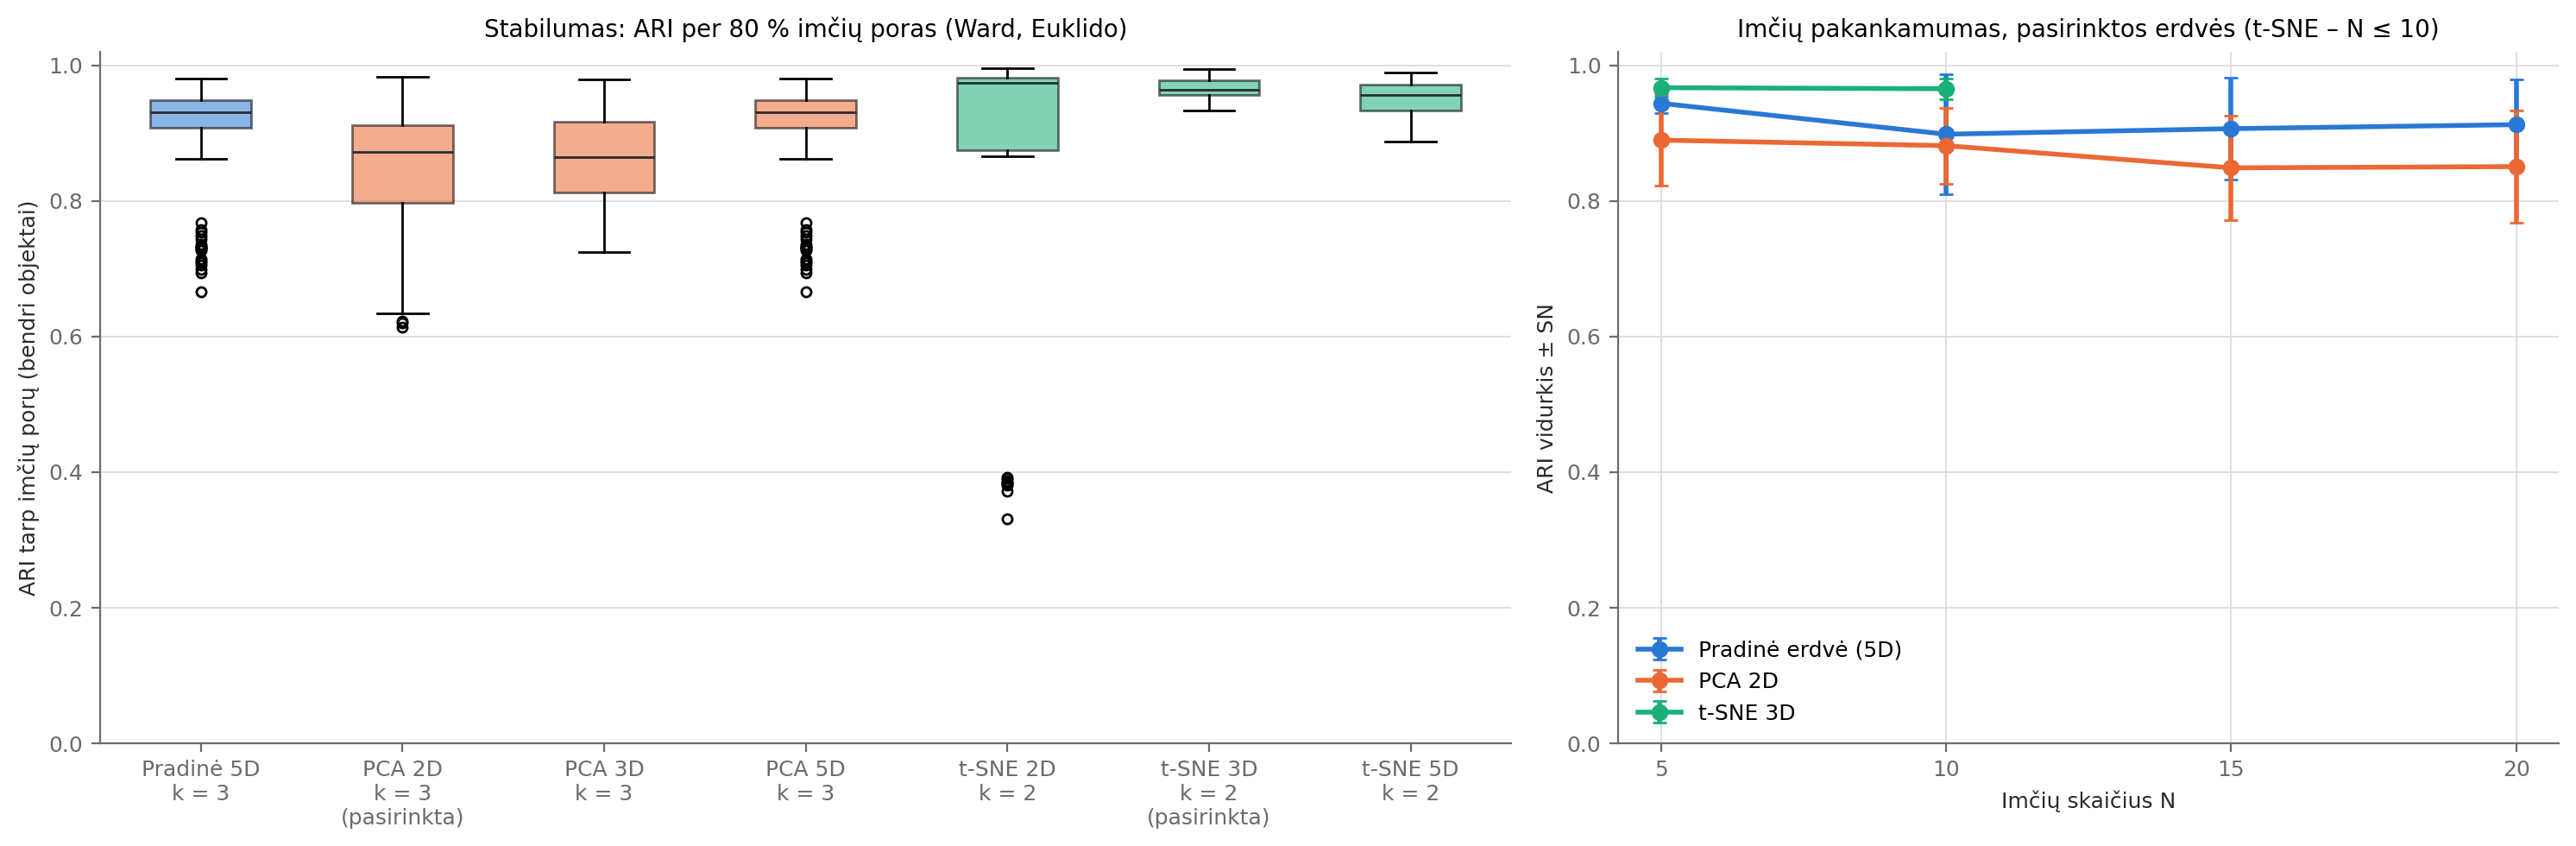 Stabilumas: ARI per 80 % imčių poras (Ward, Euklido)
ARI tarp imčių porų (bendri objektai)
1.0
0.8
0.6
0.4
0.2
0.0
Pradinė 5D
k = 3
PCA 2D
k = 3
(pasirinkta)
PCA 3D
k = 3
PCA 5D
k = 3
t-SNE 2D
k = 2
t-SNE 3D
k = 2
(pasirinkta)
t-SNE 5D
k = 2
Imčių pakankamumas, pasirinktos erdvės (t-SNE – N ≤ 10)
ARI vidurkis ± SN
1.0
0.8
0.6
0.4
0.2
0.0
Pradinė erdvė (5D)
PCA 2D
t-SNE 3D
5
10
15
20
Imčių skaičius N